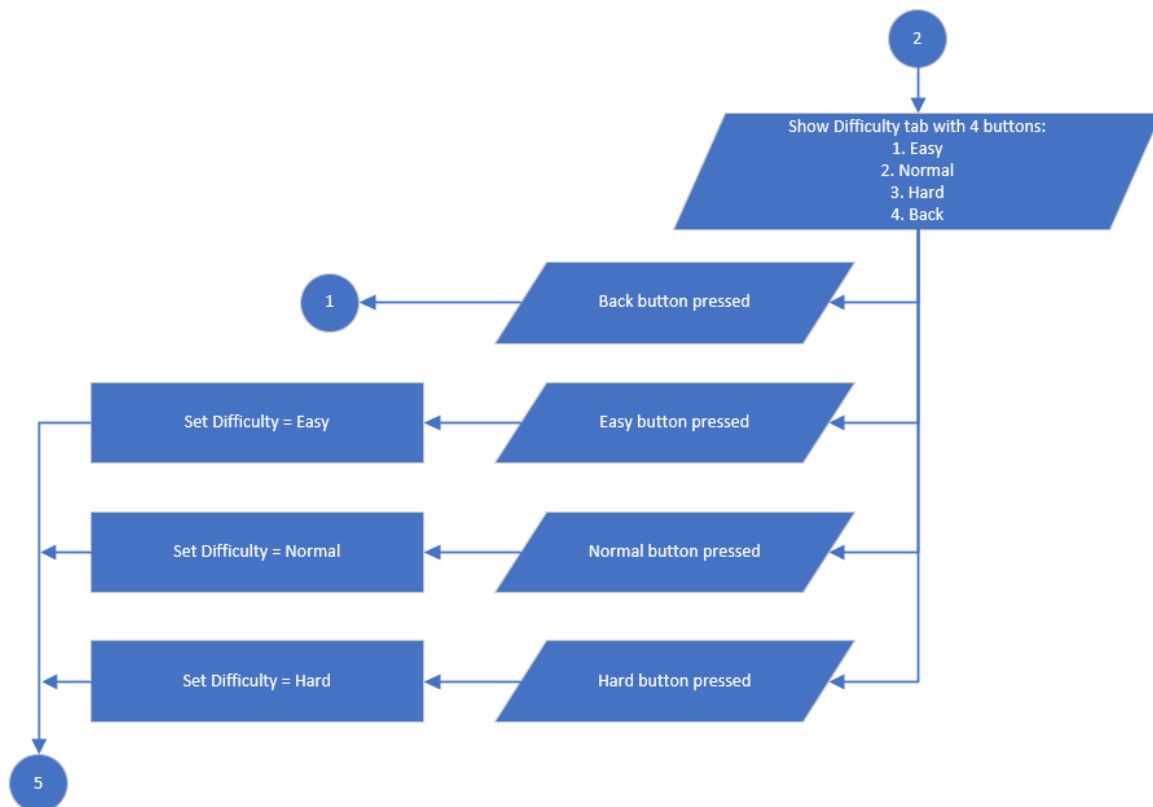 2
Show Difficulty tab with 4 buttons:
1. Easy
2. Normal
3. Hard
4. Back
1
Back button pressed
Set Difficulty = Easy
Easy button pressed
Set Difficulty = Normal
Normal button pressed
Set Difficulty = Hard
Hard button pressed
5